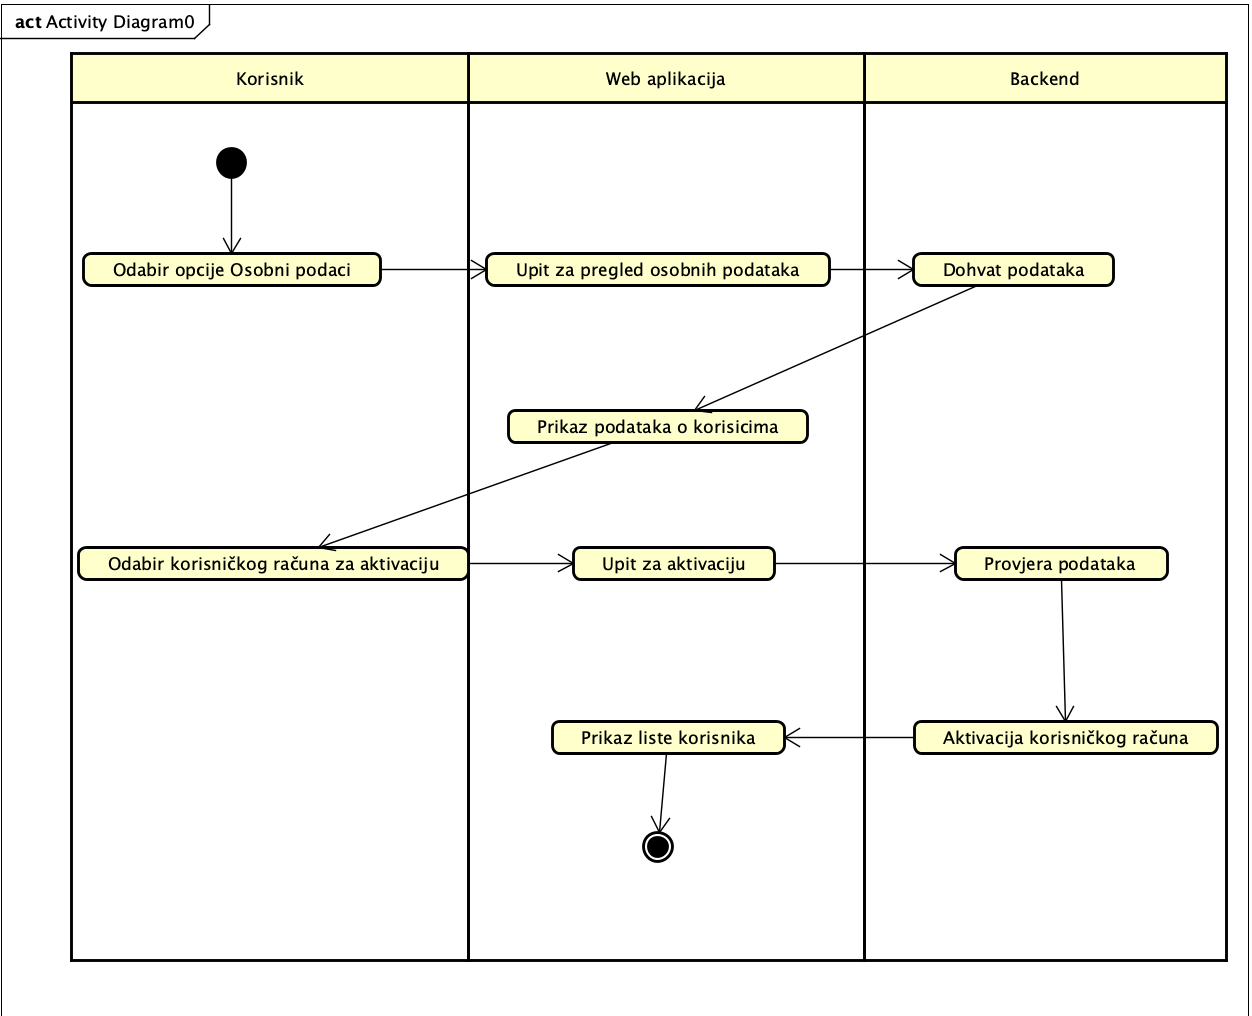 act Activity Diagram0
Korisnik
Web aplikacija
Backend
Odabir opcije Osobni podaci
Upit za pregled osobnih podataka
Dohvat podataka
Prikaz podataka o korisicima
Odabir korisničkog računa za aktivaciju
Upit za aktivaciju
Provjera podataka
Prikaz liste korisnika
Aktivacija korisničkog računa